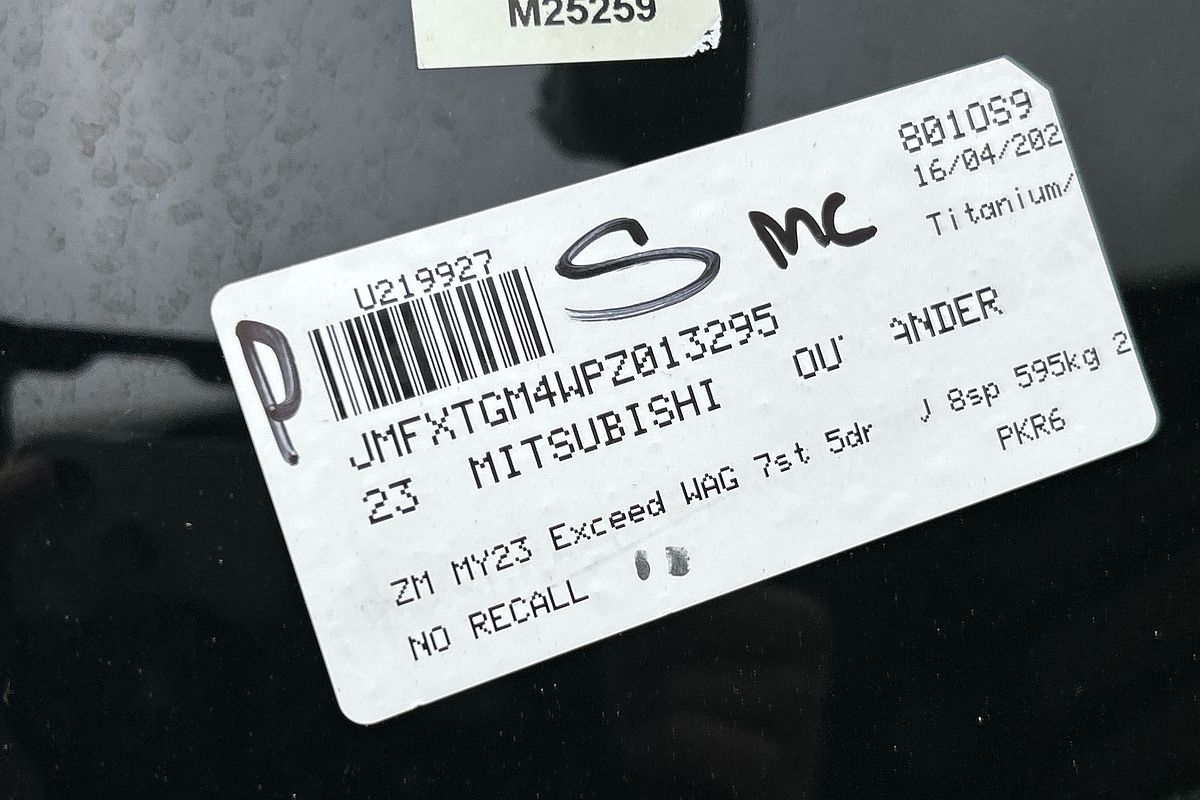 M25259
801OS9
16/04/202
Titanium/
U219927
P
S MC
JMFXTGM4WPZ013295
23 MITSUBISHI OU ANDER
ZM MY23 Exceed WAG 7st 5dr J 8sp 595kg 2
PKR6
NO RECALL